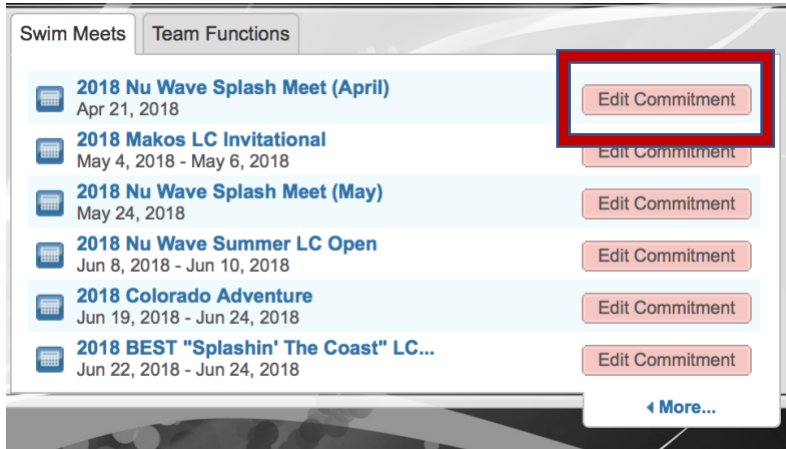 Swim Meets
Team Functions
2018 Nu Wave Splash Meet (April)
Apr 21, 2018
Edit Commitment
2018 Makos LC Invitational
May 4, 2018 - May 6, 2018
Edit Commitment
2018 Nu Wave Splash Meet (May)
May 24, 2018
Edit Commitment
2018 Nu Wave Summer LC Open
Jun 8, 2018 - Jun 10, 2018
Edit Commitment
2018 Colorado Adventure
Jun 19, 2018 - Jun 24, 2018
Edit Commitment
2018 BEST "Splashin' The Coast" LC...
Jun 22, 2018 - Jun 24, 2018
Edit Commitment
More...